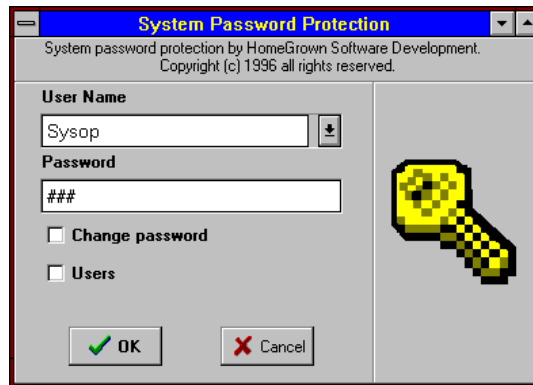 System Password Protection
System password protection by HomeGrown Software Development.
Copyright (c) 1996 all rights reserved.
User Name
Sysop
Password
###
Change password
Users
OK
Cancel